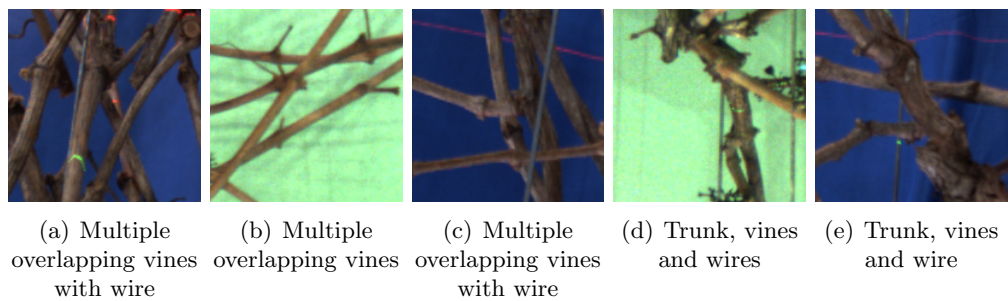 (a) Multiple
overlapping vines
with wire
(b) Multiple
overlapping vines
(c) Multiple
overlapping vines
with wire
(d) Trunk, vines
and wires
(e) Trunk, vines
and wire